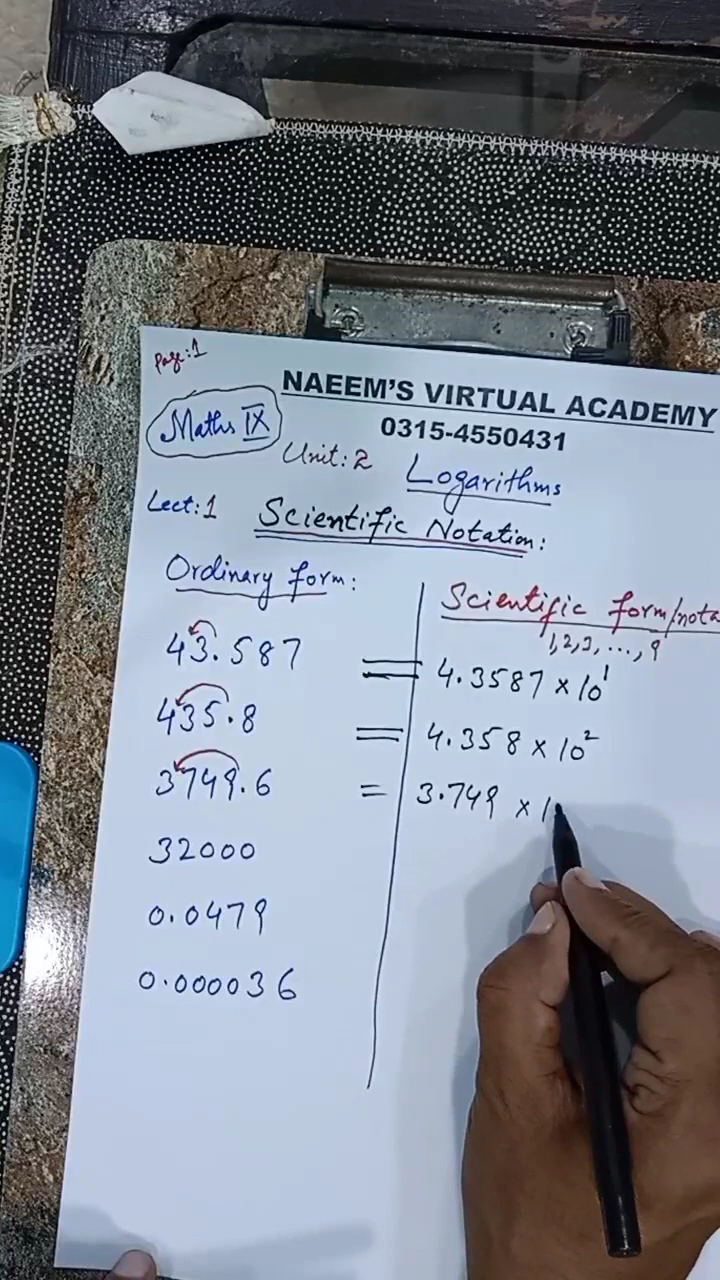 Page:1
NAEEM'S VIRTUAL ACADEMY
Maths IX
0315-4550431
Unit:2 Logarithms
Lect:1 Scientific Notation:
Ordinary form:
Scientific form/nota
1,2,3,...,9
43.587 = 4.3587 × 10¹
435.8 = 4.358 × 10²
3749.6 = 3.749 × 1
32000
0.0479
0.000036